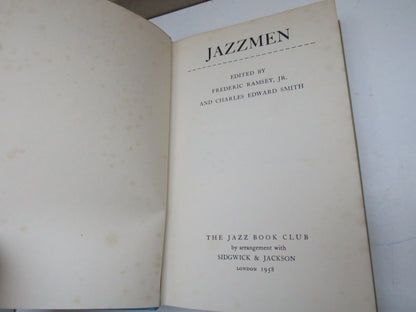 JAZZMEN
EDITED BY
FREDERIC RAMSEY, JR.
AND CHARLES EDWARD SMITH
THE JAZZ BOOK CLUB
by arrangement with
SIDGWICK & JACKSON
LONDON 1958